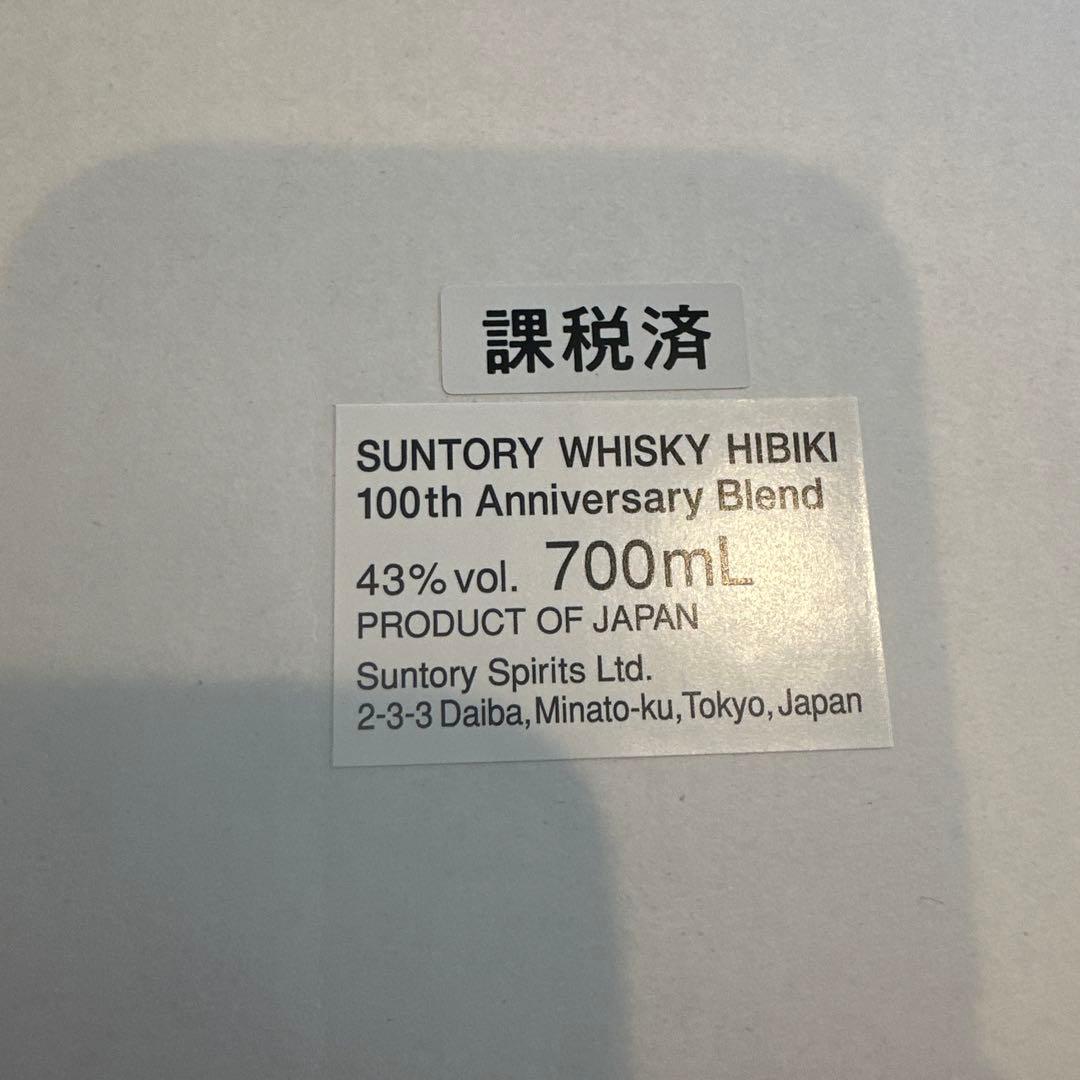 課税済
SUNTORY WHISKY HIBIKI
100th Anniversary Blend
43% vol. 700mL
PRODUCT OF JAPAN
Suntory Spirits Ltd.
2-3-3 Daiba, Minato-ku, Tokyo, Japan